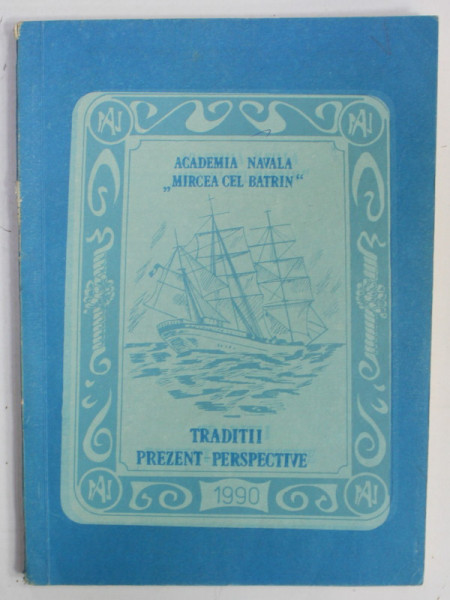 ACADEMIA NAVALA
„MIRCEA CEL BATRIN“
TRADITII
PREZENT-PERSPECTIVE
1990